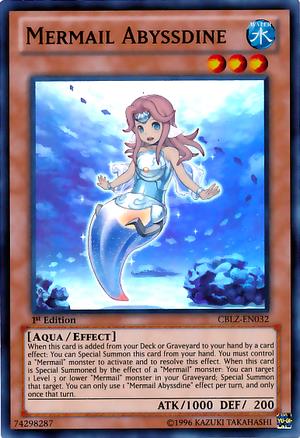 MERMAIL ABYSSDINE
WATER
水
1st Edition
CBLZ-EN032
[AQUA / EFFECT]
When this card is added from your Deck or Graveyard to your hand by a
card effect: You can Special Summon this card from your hand. You must control
a "Mermail" monster to activate and to resolve this effect. When this card
is Special Summoned by the effect of a "Mermail" monster: You can target
1 Level 3 or lower "Mermail" monster in your Graveyard; Special Summon
that target. You can only use 1 "Mermail Abyssdine" effect per turn, and only
once that turn.
ATK/1000 DEF/ 200
74298287
©1996 KAZUKI TAKAHASHI